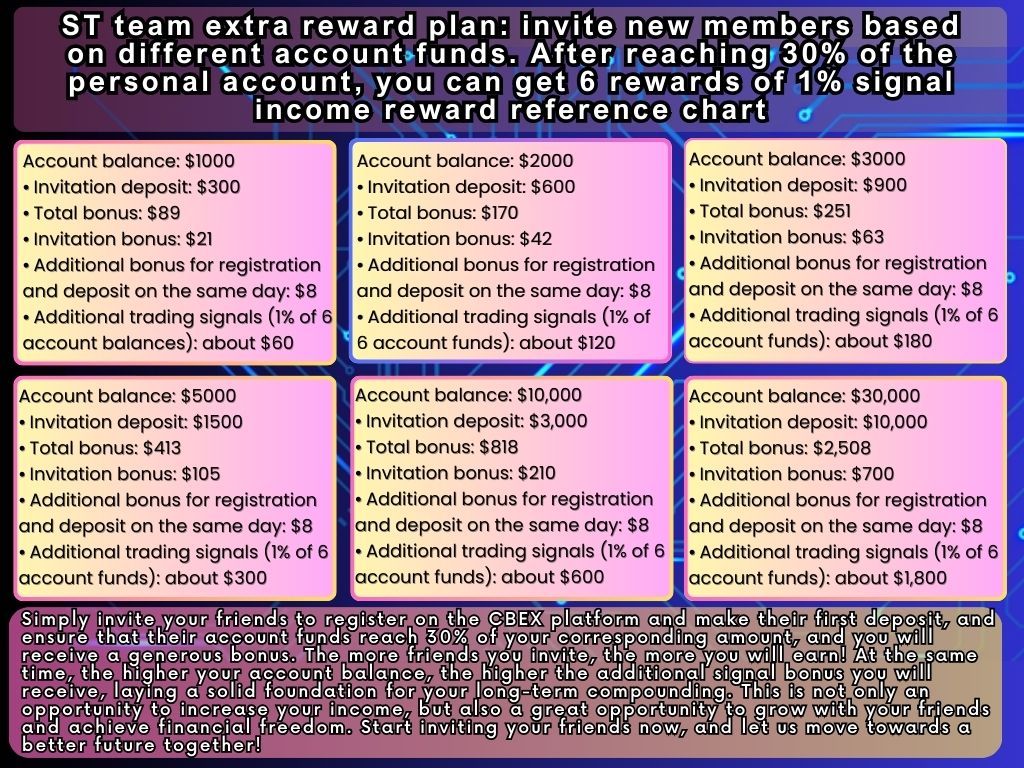 ST team extra reward plan: invite new members based
on different account funds. After reaching 30% of the
personal account, you can get 6 rewards of 1% signal
income reward reference chart
Account balance: $1000
• Invitation deposit: $300
• Total bonus: $89
• Invitation bonus: $21
• Additional bonus for registration
and deposit on the same day: $8
• Additional trading signals (1% of 6
account balances): about $60
Account balance: $2000
• Invitation deposit: $600
• Total bonus: $170
• Invitation bonus: $42
• Additional bonus for registration
and deposit on the same day: $8
• Additional trading signals (1% of
6 account funds): about $120
Account balance: $3000
• Invitation deposit: $900
• Total bonus: $251
• Invitation bonus: $63
• Additional bonus for registration
and deposit on the same day: $8
• Additional trading signals (1% of 6
account funds): about $180
Account balance: $5000
• Invitation deposit: $1500
• Total bonus: $413
• Invitation bonus: $105
• Additional bonus for registration
and deposit on the same day: $8
• Additional trading signals (1% of 6
account funds): about $300
Account balance: $10,000
• Invitation deposit: $3,000
• Total bonus: $818
• Invitation bonus: $210
• Additional bonus for registration
and deposit on the same day: $8
• Additional trading signals (1% of 6
account funds): about $600
Account balance: $30,000
• Invitation deposit: $10,000
• Total bonus: $2,508
• Invitation bonus: $700
• Additional bonus for registration
and deposit on the same day: $8
• Additional trading signals (1% of 6
account funds): about $1,800
Simply invite your friends to register on the CBEX platform and make their first deposit, and
ensure that their account funds reach 30% of your corresponding amount, and you will
receive a generous bonus. The more friends you invite, the more you will earn! At the same
time, the higher your account balance, the higher the additional signal bonus you will
receive, laying a solid foundation for your long-term compounding. This is not only an
opportunity to increase your income, but also a great opportunity to grow with your friends
and achieve financial freedom. Start inviting your friends now, and let us move towards a
better future together!